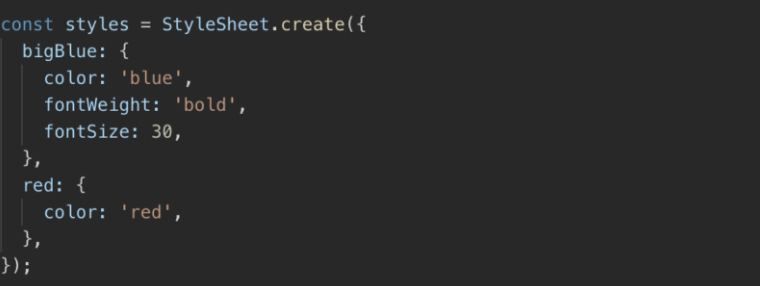 const styles = StyleSheet.create({
  bigBlue: {
    color: 'blue',
    fontWeight: 'bold',
    fontSize: 30,
  },
  red: {
    color: 'red',
  },
});